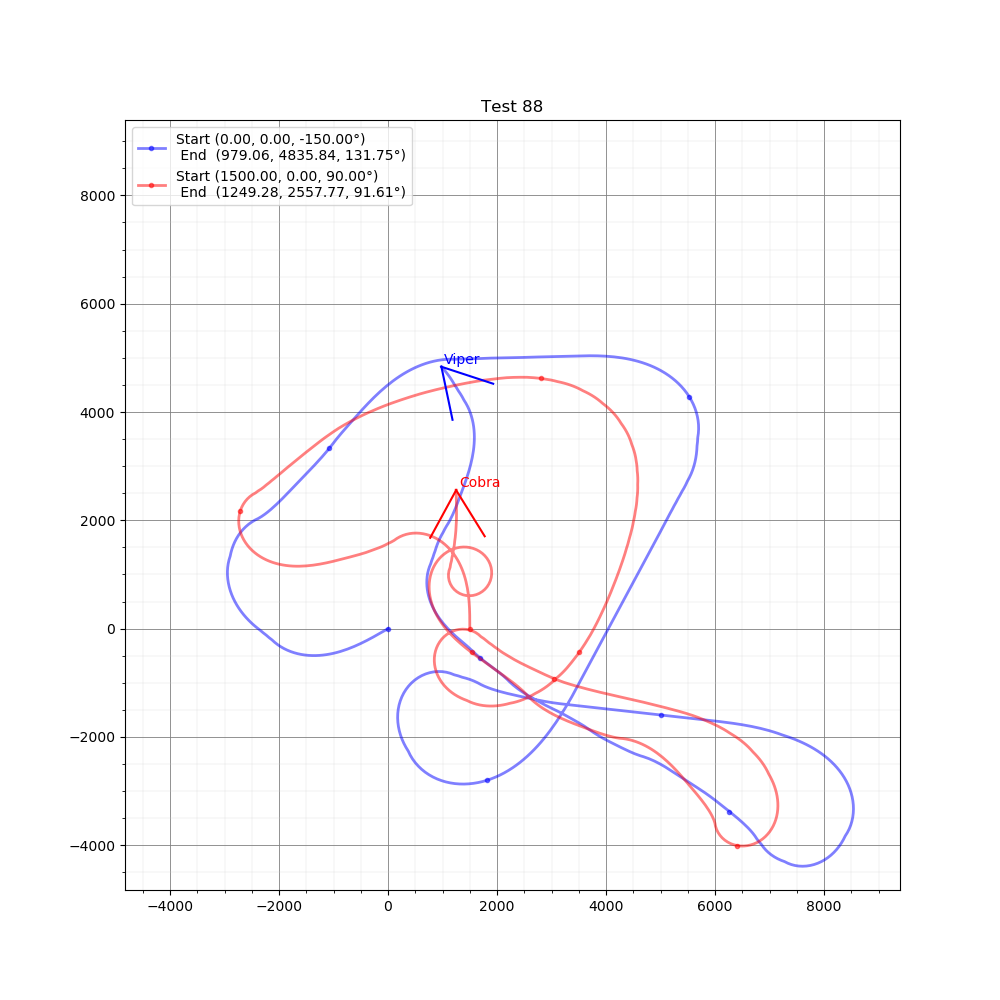 Test 88
Start (0.00, 0.00, -150.00°)
End (979.06, 4835.84, 131.75°)
Start (1500.00, 0.00, 90.00°)
End (1249.28, 2557.77, 91.61°)
8000
6000
4000
2000
0
−2000
−4000
Viper
Cobra
−4000 −2000 0 2000 4000 6000 8000